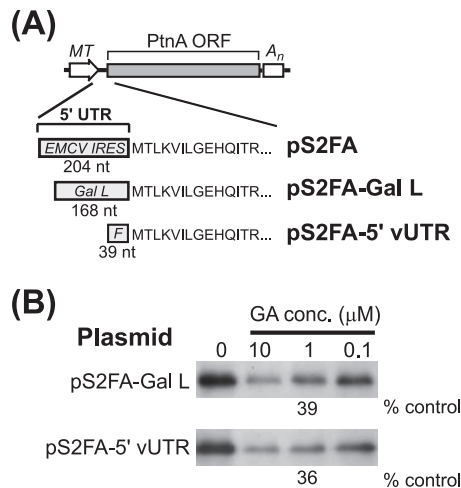 (A)
PtnA ORF
MT
An
5' UTR
EMCV IRES MTLKVILGEHQITR... pS2FA
204 nt
Gal L MTLKVILGEHQITR... pS2FA-Gal L
168 nt
F MTLKVILGEHQITR... pS2FA-5' vUTR
39 nt
(B)
GA conc. (μM)
Plasmid
0 10 1 0.1
pS2FA-Gal L
39 % control
pS2FA-5' vUTR
36 % control